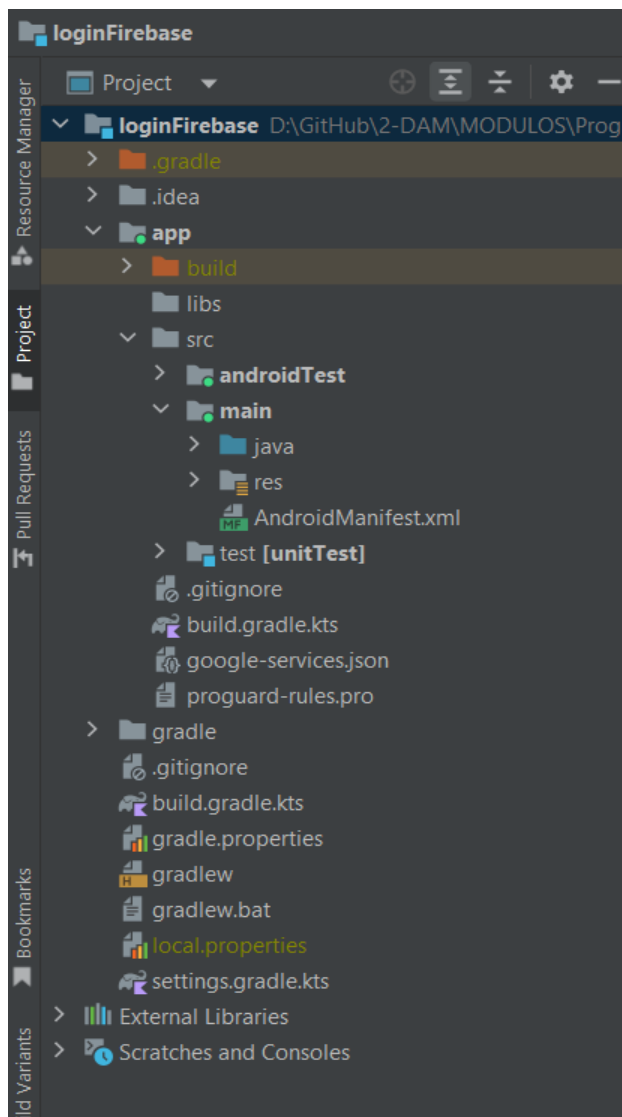 loginFirebase
Project
loginFirebase D:\GitHub\2-DAM\MODULOS\Prog
.gradle
.idea
app
build
libs
src
androidTest
main
java
res
MF AndroidManifest.xml
test [unitTest]
.gitignore
build.gradle.kts
google-services.json
proguard-rules.pro
gradle
.gitignore
build.gradle.kts
gradle.properties
H gradlew
gradlew.bat
local.properties
settings.gradle.kts
External Libraries
Scratches and Consoles
Resource Manager
Project
Pull Requests
Bookmarks
ld Variants